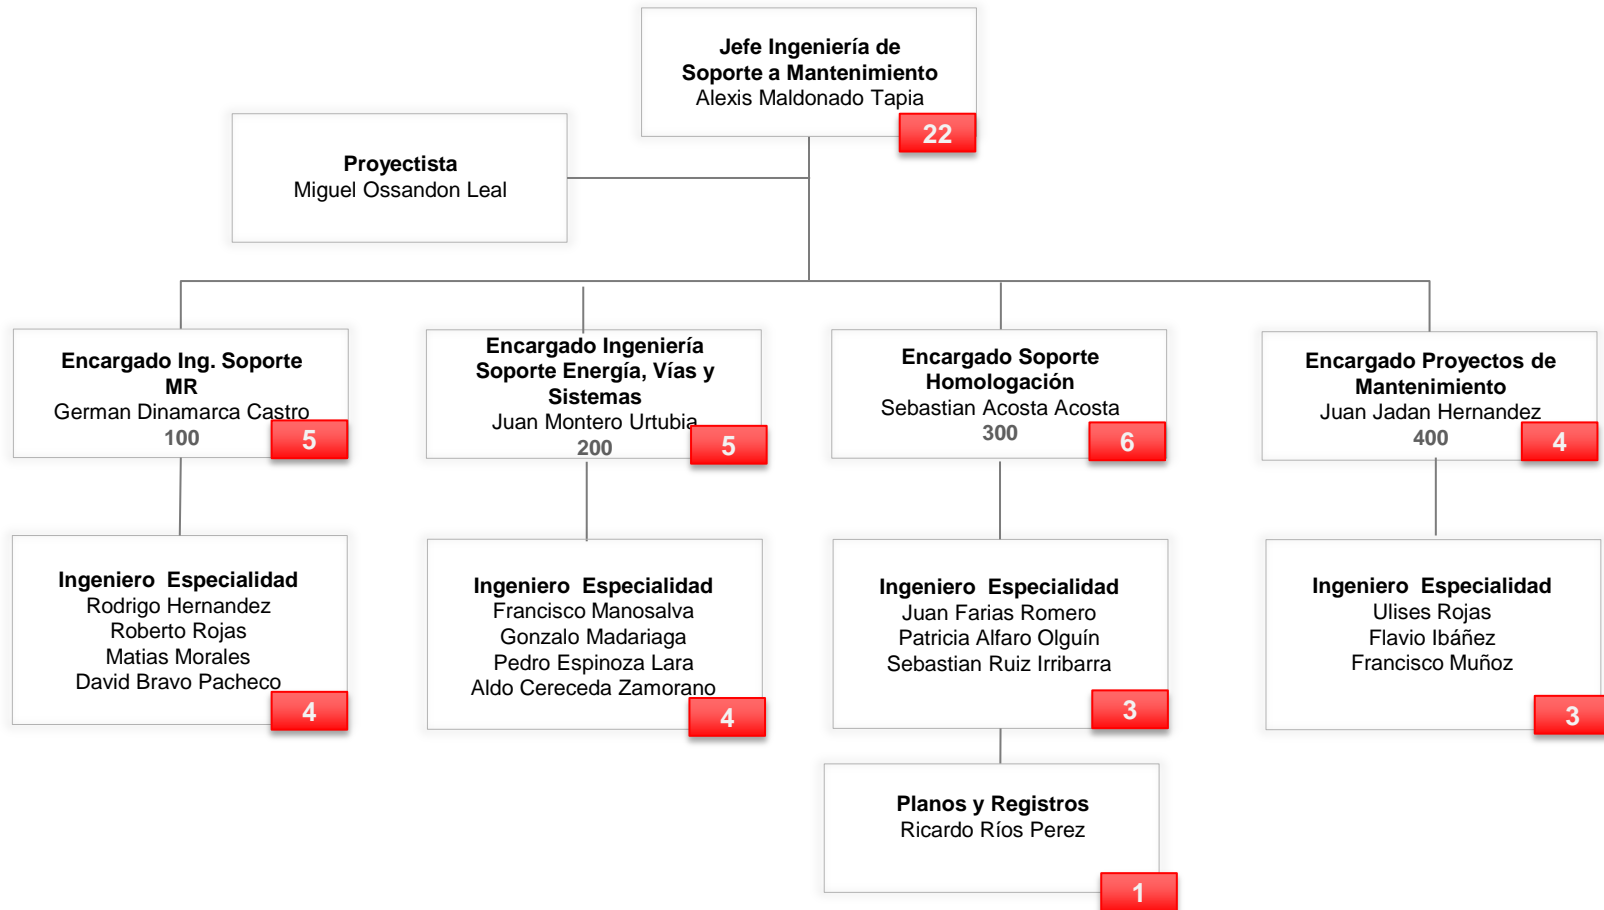 Jefe Ingeniería de
Soporte a Mantenimiento
Alexis Maldonado Tapia
22
Proyectista
Miguel Ossandon Leal
Encargado Ing. Soporte
MR
German Dinamarca Castro
100
5
Encargado Ingeniería
Soporte Energía, Vías y
Sistemas
Juan Montero Urtubia
200
5
Encargado Soporte
Homologación
Sebastian Acosta Acosta
300
6
Encargado Proyectos de
Mantenimiento
Juan Jadan Hernandez
400
4
Ingeniero Especialidad
Rodrigo Hernandez
Roberto Rojas
Matias Morales
David Bravo Pacheco
4
Ingeniero Especialidad
Francisco Manosalva
Gonzalo Madariaga
Pedro Espinoza Lara
Aldo Cereceda Zamorano
4
Ingeniero Especialidad
Juan Farias Romero
Patricia Alfaro Olguín
Sebastian Ruiz Irribarra
3
Ingeniero Especialidad
Ulises Rojas
Flavio Ibáñez
Francisco Muñoz
3
Planos y Registros
Ricardo Ríos Perez
1